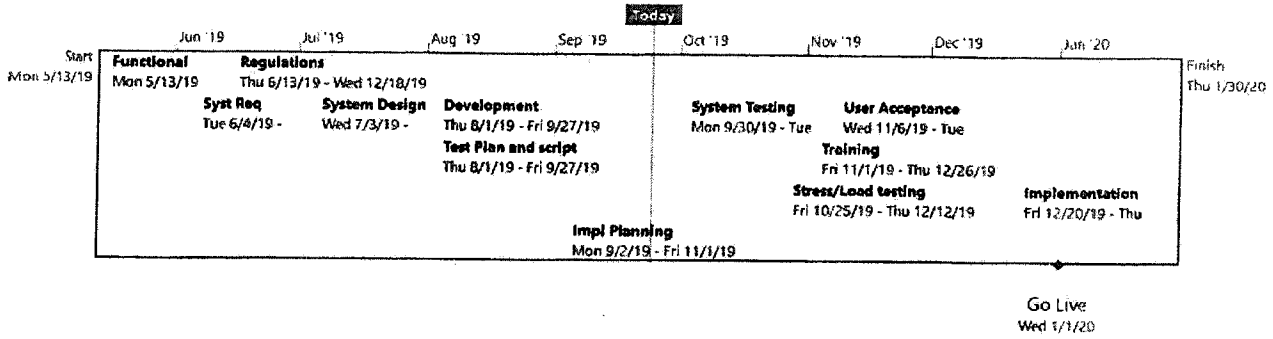 Today
Jun '19 Jul '19 Aug '19 Sep '19 Oct '19 Nov '19 Dec '19 Jan '20
Start
Mon 5/13/19
Finish
Thu 1/30/20
Functional
Mon 5/13/19
Regulations
Thu 6/13/19 - Wed 12/18/19
Syst Req
Tue 6/4/19 -
System Design
Wed 7/3/19 -
Development
Thu 8/1/19 - Fri 9/27/19
System Testing
Mon 9/30/19 - Tue
User Acceptance
Wed 11/6/19 - Tue
Test Plan and script
Thu 8/1/19 - Fri 9/27/19
Training
Fri 11/1/19 - Thu 12/26/19
Stress/Load testing
Fri 10/25/19 - Thu 12/12/19
Implementation
Fri 12/20/19 - Thu
Impl Planning
Mon 9/2/19 - Fri 11/1/19
Go Live
Wed 1/1/20